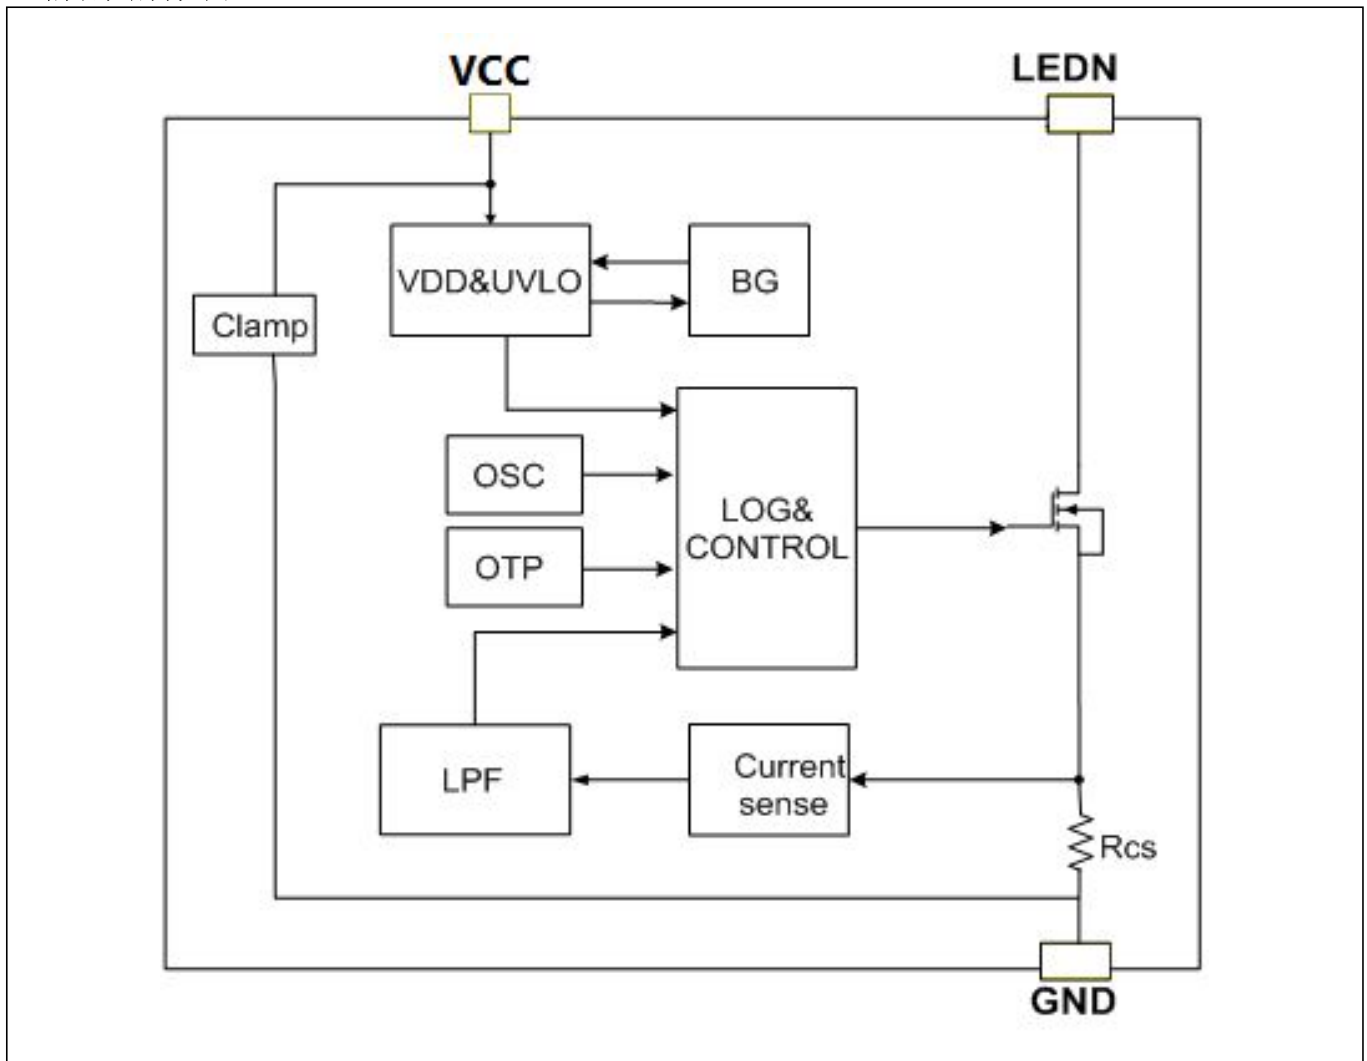 VCC
LEDN
VDD&UVLO
BG
Clamp
OSC
LOG&
CONTROL
OTP
LPF
Current
sense
Rcs
GND